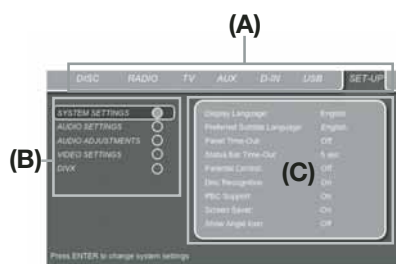 (A)
DISC RADIO TV AUX D-IN USB SET-UP
SYSTEM SETTINGS
AUDIO SETTINGS
AUDIO ADJUSTMENTS
VIDEO SETTINGS
DIVX
(B)
Display Language: English
Preferred Subtitle Language: English
Panel Time-Out: Off
Status Bar Time-Out: 5 sec
Parental Control: Off
Disc Recognition: On
PBC Support: On
Screen Saver: On
Show Angle Icon: Off
(C)
Press ENTER to change system settings